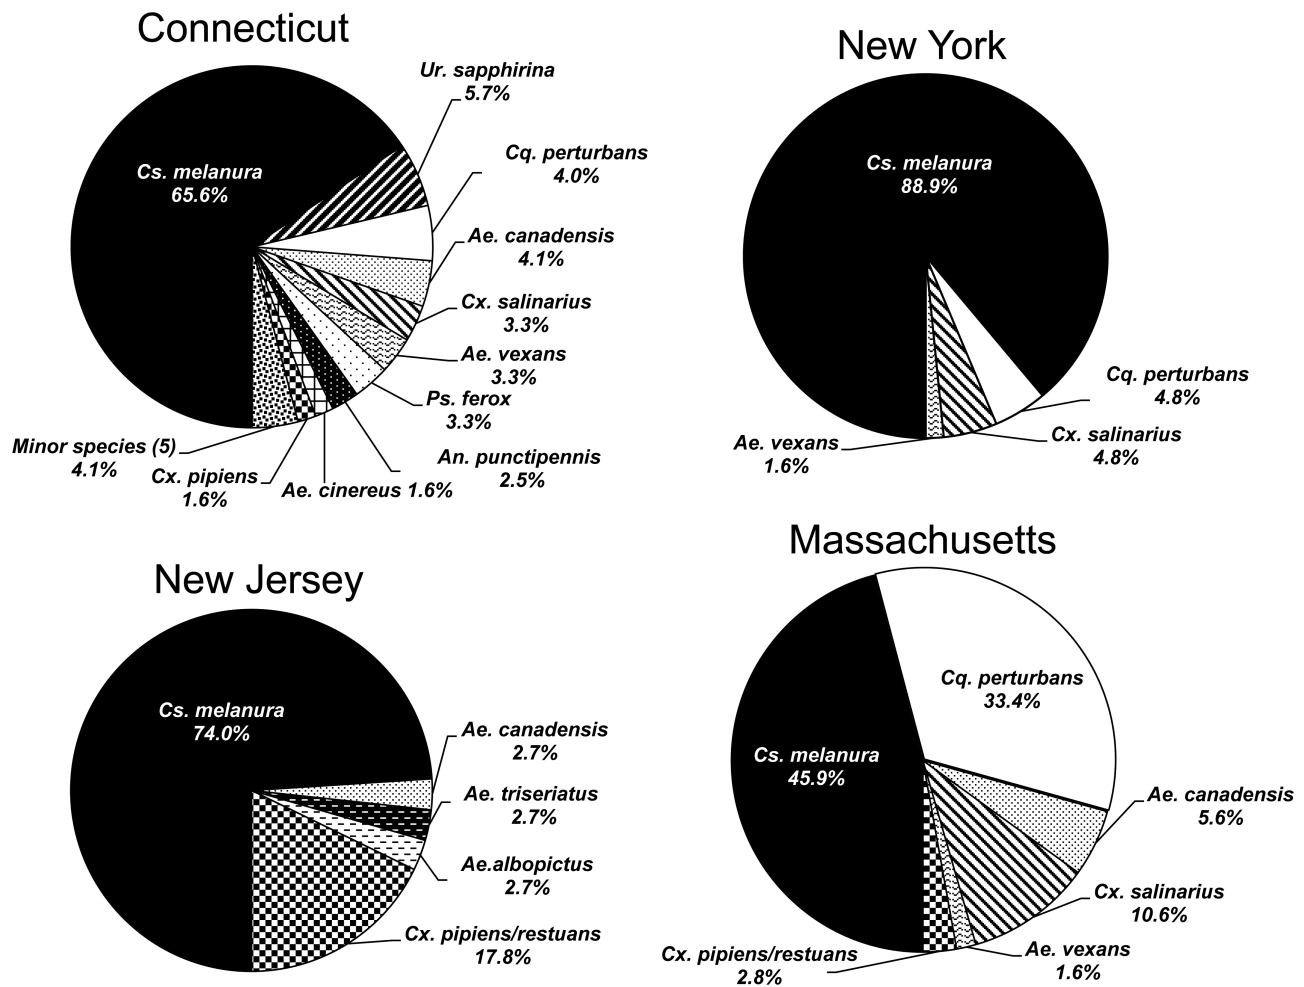 Connecticut
Ur. sapphirina
5.7%
Cs. melanura
65.6%
Cq. perturbans
4.0%
Ae. canadensis
4.1%
Cx. salinarius
3.3%
Ae. vexans
3.3%
Ps. ferox
3.3%
An. punctipennis
2.5%
Ae. cinereus 1.6%
Cx. pipiens
1.6%
Minor species (5)
4.1%
New York
Cs. melanura
88.9%
Cq. perturbans
4.8%
Cx. salinarius
4.8%
Ae. vexans
1.6%
New Jersey
Cs. melanura
74.0%
Ae. canadensis
2.7%
Ae. triseriatus
2.7%
Ae.albopictus
2.7%
Cx. pipiens/restuans
17.8%
Massachusetts
Cq. perturbans
33.4%
Cs. melanura
45.9%
Ae. canadensis
5.6%
Cx. salinarius
10.6%
Ae. vexans
1.6%
Cx. pipiens/restuans
2.8%